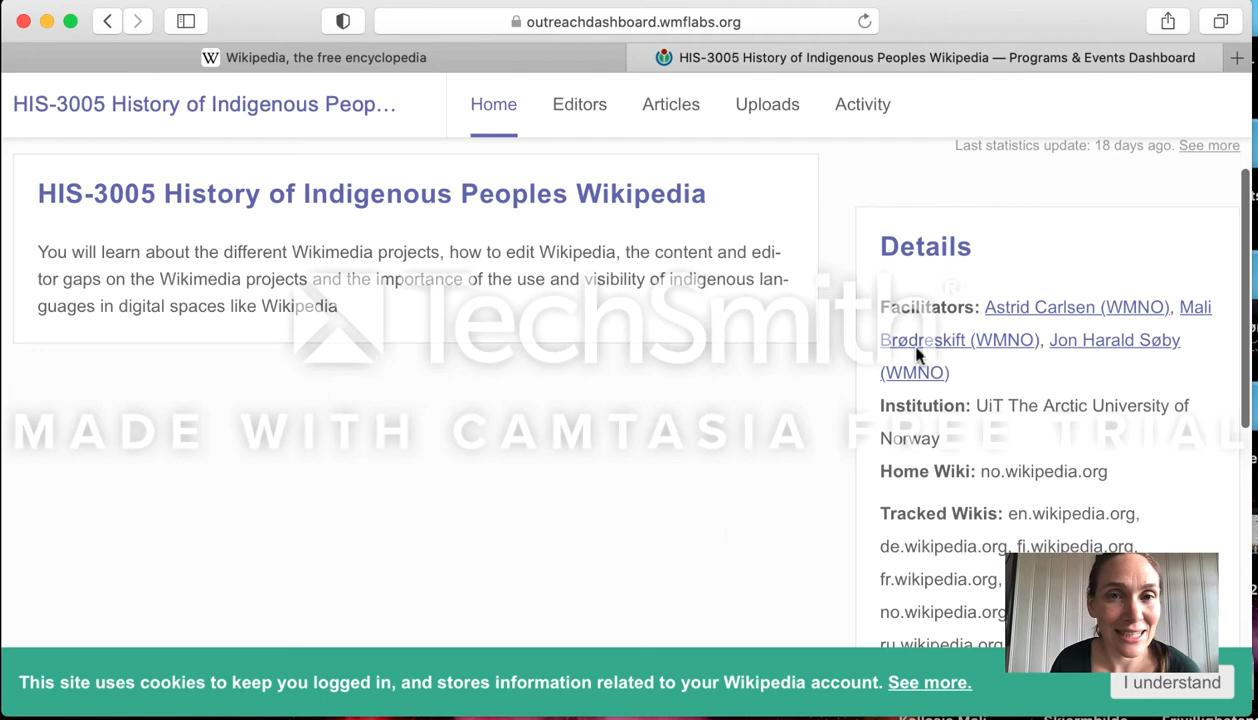 outreachdashboard.wmflabs.org
W Wikipedia, the free encyclopedia
HIS-3005 History of Indigenous Peoples Wikipedia — Programs & Events Dashboard
HIS-3005 History of Indigenous Peop...
Home
Editors
Articles
Uploads
Activity
Last statistics update: 18 days ago. See more
HIS-3005 History of Indigenous Peoples Wikipedia
You will learn about the different Wikimedia projects, how to edit Wikipedia, the content and edi-
tor gaps on the Wikimedia projects and the importance of the use and visibility of indigenous lan-
guages in digital spaces like Wikipedia
Details
Facilitators: Astrid Carlsen (WMNO), Mali
Brødreskift (WMNO), Jon Harald Søby
(WMNO)
Institution: UiT The Arctic University of
Norway
Home Wiki: no.wikipedia.org
Tracked Wikis: en.wikipedia.org,
de.wikipedia.org, fi.wikipedia.org,
fr.wikipedia.org,
no.wikipedia.org
ru.wikipedia.org
TechSmith®
MADE WITH CAMTASIA FREE TRIAL
This site uses cookies to keep you logged in, and stores information related to your Wikipedia account. See more.
I understand